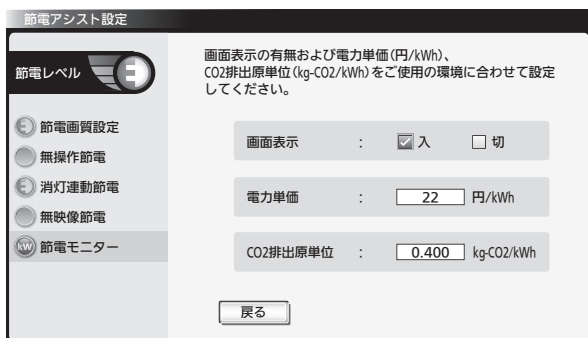 節電アシスト設定
節電レベル
節電画質設定
無操作節電
消灯連動節電
無映像節電
kW 節電モニター
画面表示の有無および電力単価(円/kWh)、
CO2排出原単位(kg-CO2/kWh)をご使用の環境に合わせて設定
してください。
画面表示 : 入 切
電力単価 : 22 円/kWh
CO2排出原単位 : 0.400 kg-CO2/kWh
戻る